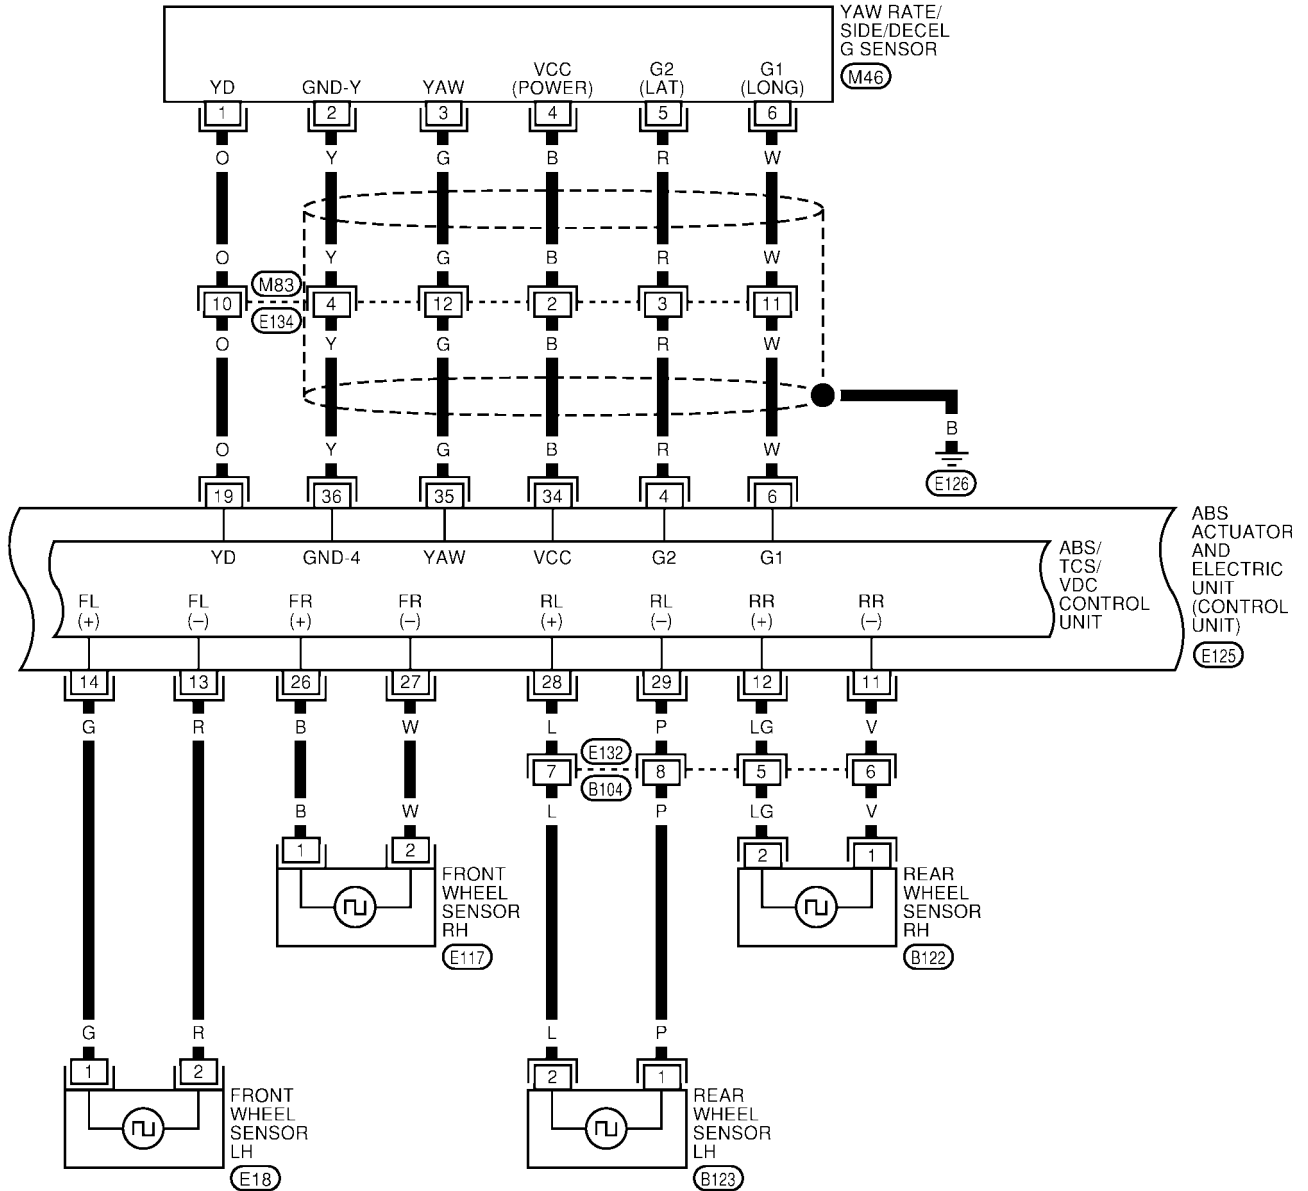 YAW RATE/
SIDE/DECEL
G SENSOR
M46
YD GND-Y YAW VCC (POWER) G2 (LAT) G1 (LONG)
1 2 3 4 5 6
O Y G B R W
O Y G B R W
M83
10 4 12 2 3 11
E134
O Y G B R W
B
O Y G B R W
E126
19 36 35 34 4 6
ABS
ACTUATOR
AND
ELECTRIC
UNIT
(CONTROL
UNIT)
E125
YD GND-4 YAW VCC G2 G1
ABS/
TCS/
VDC
CONTROL
UNIT
FL FL FR FR RL RL RR RR
(+) (–) (+) (–) (+) (–) (+) (–)
14 13 26 27 28 29 12 11
G R B W L P LG V
E132
7 8 5 6
B104
B W L P LG V
1 2 2 1
FRONT
WHEEL
SENSOR
RH
E117
REAR
WHEEL
SENSOR
RH
B122
G R L P
1 2 2 1
FRONT
WHEEL
SENSOR
LH
E18
REAR
WHEEL
SENSOR
LH
B123